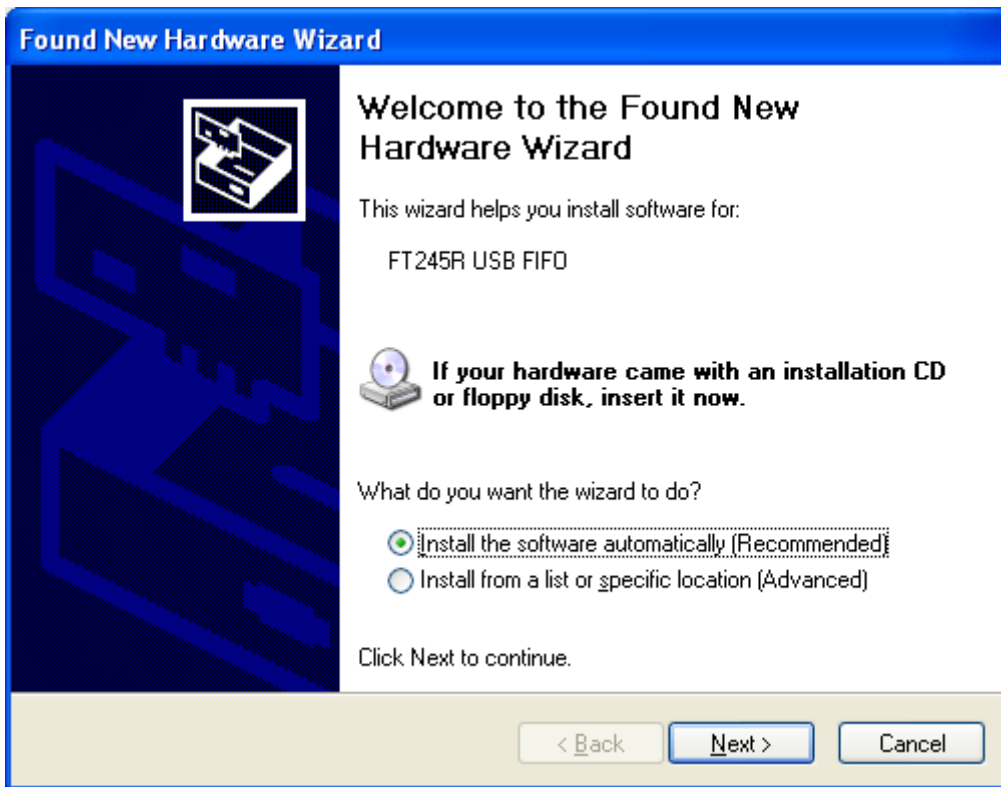 Found New Hardware Wizard
Welcome to the Found New
Hardware Wizard
This wizard helps you install software for:
FT245R USB FIFO
If your hardware came with an installation CD
or floppy disk, insert it now.
What do you want the wizard to do?
Install the software automatically (Recommended)
Install from a list or specific location (Advanced)
Click Next to continue.
< Back
Next >
Cancel